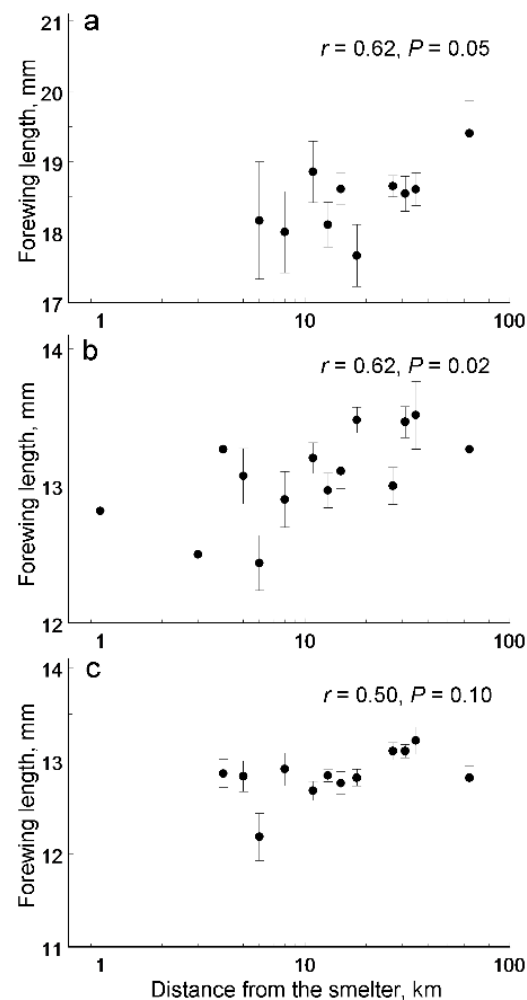 a
r = 0.62, P = 0.05
Forewing length, mm
21
20
19
18
17
1 10 100
b
r = 0.62, P = 0.02
Forewing length, mm
14
13
12
1 10 100
c
r = 0.50, P = 0.10
Forewing length, mm
14
13
12
11
1 10 100
Distance from the smelter, km